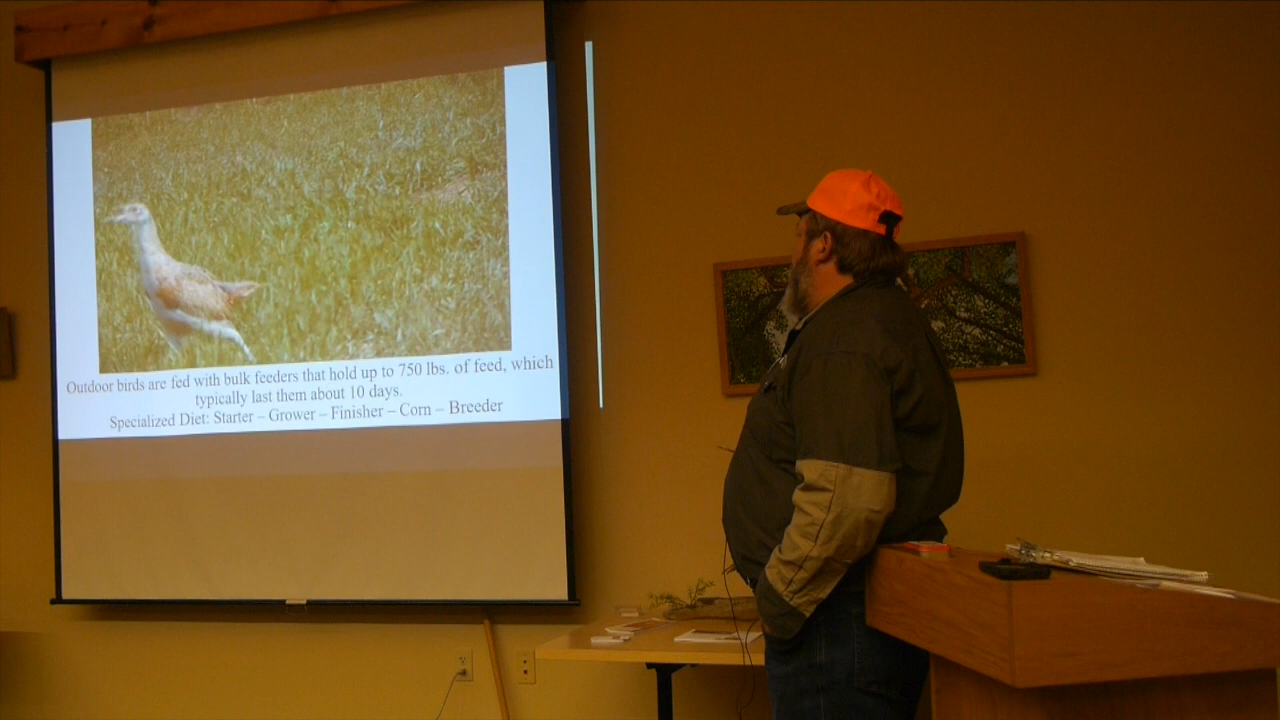 Outdoor birds are fed with bulk feeders that hold up to 750 lbs. of feed, which
typically last them about 10 days.
Specialized Diet: Starter – Grower – Finisher – Corn – Breeder